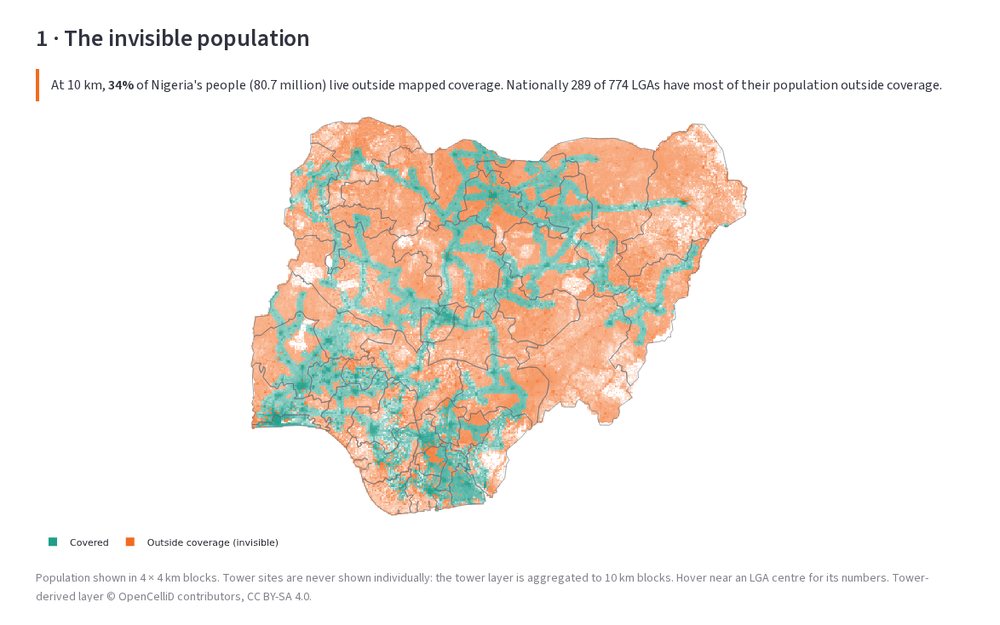 1 · The invisible population
At 10 km, 34% of Nigeria's people (80.7 million) live outside mapped coverage. Nationally 289 of 774 LGAs have most of their population outside coverage.
Covered
Outside coverage (invisible)
Population shown in 4 × 4 km blocks. Tower sites are never shown individually: the tower layer is aggregated to 10 km blocks. Hover near an LGA centre for its numbers. Tower-
derived layer © OpenCelliD contributors, CC BY-SA 4.0.